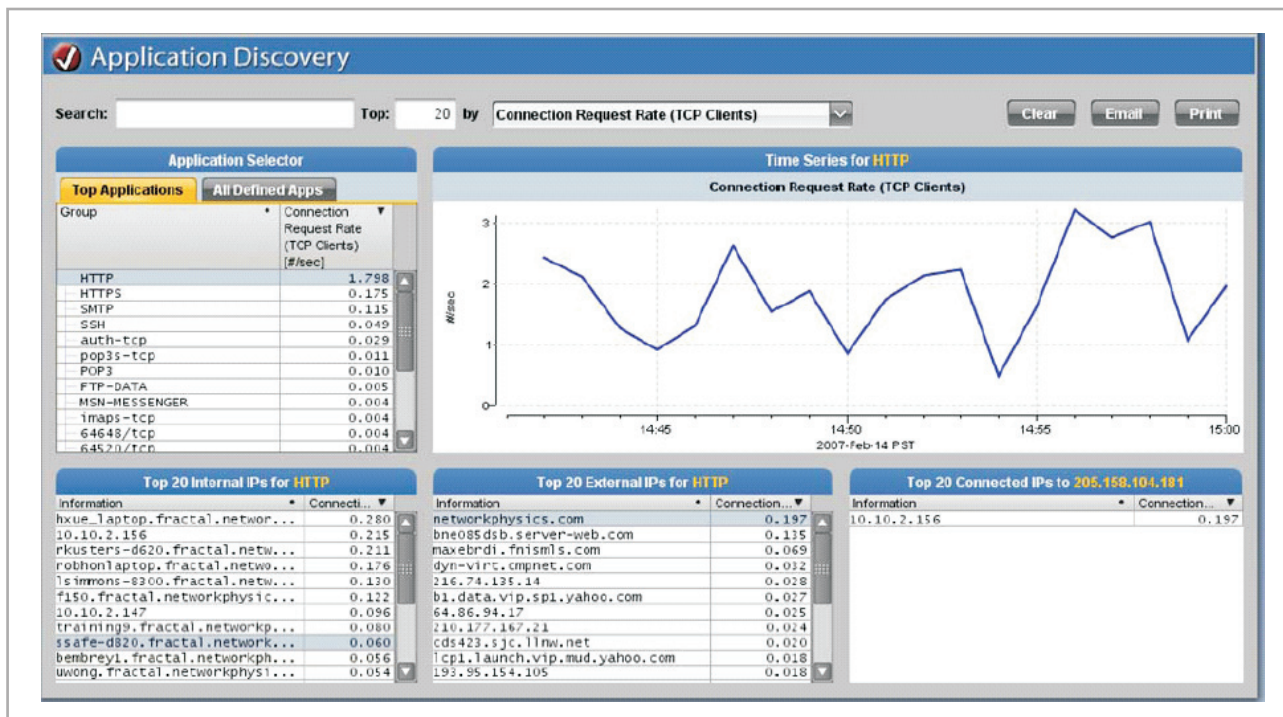 Application Discovery
Search: Top: 20 by Connection Request Rate (TCP Clients) Clear Email Print
Application Selector
Top Applications All Defined Apps
Group Connection Request Rate (TCP Clients) [#/sec]
HTTP 1.798
HTTPS 0.175
SMTP 0.115
SSH 0.049
auth-tcp 0.029
pop3s-tcp 0.011
POP3 0.010
FTP-DATA 0.005
MSN-MESSENGER 0.004
imaps-tcp 0.004
64648/tcp 0.004
64520/tcp 0.004
Time Series for HTTP
Connection Request Rate (TCP Clients)
#/sec
3
2
1
0
14:45 14:50 14:55 15:00
2007-Feb-14 PST
Top 20 Internal IPs for HTTP
Information Connecti...
hxue_laptop.fractal.networ... 0.280
10.10.2.156 0.215
rkusters-d620.fractal.netw... 0.211
robhonlaptop.fractal.netwo... 0.176
lsimmons-8300.fractal.netw... 0.130
f150.fractal.networkphysic... 0.122
10.10.2.147 0.096
training9.fractal.networkp... 0.080
ssafe-d820.fractal.network... 0.060
bembrey1.fractal.networkph... 0.056
uwong.fractal.networkphysi... 0.054
Top 20 External IPs for HTTP
Information Connection...
networkphysics.com 0.197
bne085dsb.server-web.com 0.135
maxebrdi.fnismls.com 0.069
dyn-virt.cmpnet.com 0.032
216.74.135.14 0.028
b1.data.vip.sp1.yahoo.com 0.027
64.86.94.17 0.025
210.177.167.21 0.024
cds423.sjc.llnw.net 0.020
lcp1.launch.vip.mud.yahoo.com 0.018
193.95.154.105 0.018
Top 20 Connected IPs to 205.158.104.181
Information Connection...
10.10.2.156 0.197